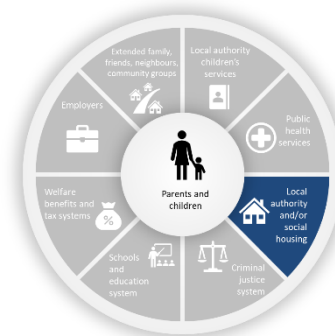 Extended family,
friends, neighbours,
community groups
Local authority
children's
services
Public
health
services
Local
authority
and/or
social
housing
Criminal
justice
system
Schools
and
education
system
Welfare
benefits and
tax systems
Employers
Parents and
children